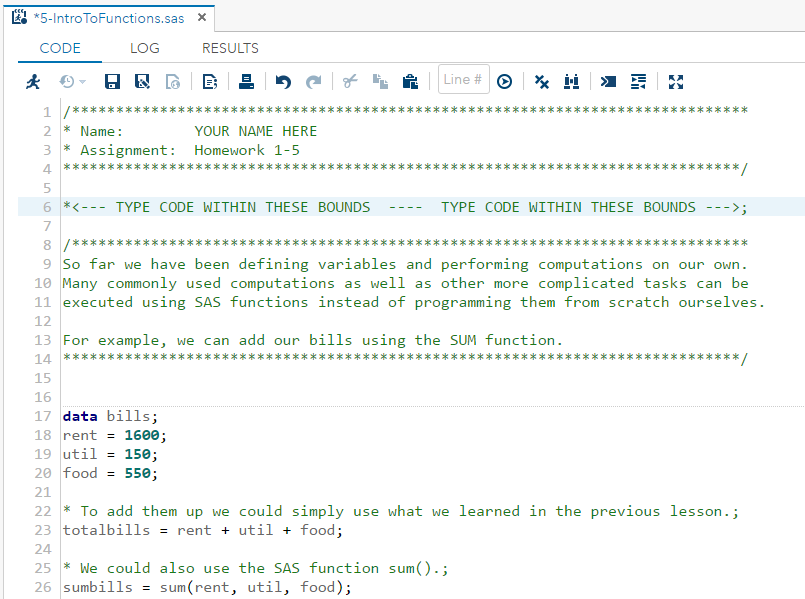 *5-IntroToFunctions.sas ×
CODE LOG RESULTS
Line #
1 /*****************************************************************************
2 * Name:        YOUR NAME HERE
3 * Assignment:  Homework 1-5
4 *****************************************************************************/
5
6 *<--- TYPE CODE WITHIN THESE BOUNDS  ----  TYPE CODE WITHIN THESE BOUNDS --->;
7
8 /*****************************************************************************
9 So far we have been defining variables and performing computations on our own.
10 Many commonly used computations as well as other more complicated tasks can be
11 executed using SAS functions instead of programming them from scratch ourselves.
12
13 For example, we can add our bills using the SUM function.
14 *****************************************************************************/
15
16
17 data bills;
18 rent = 1600;
19 util = 150;
20 food = 550;
21
22 * To add them up we could simply use what we learned in the previous lesson.;
23 totalbills = rent + util + food;
24
25 * We could also use the SAS function sum().;
26 sumbills = sum(rent, util, food);